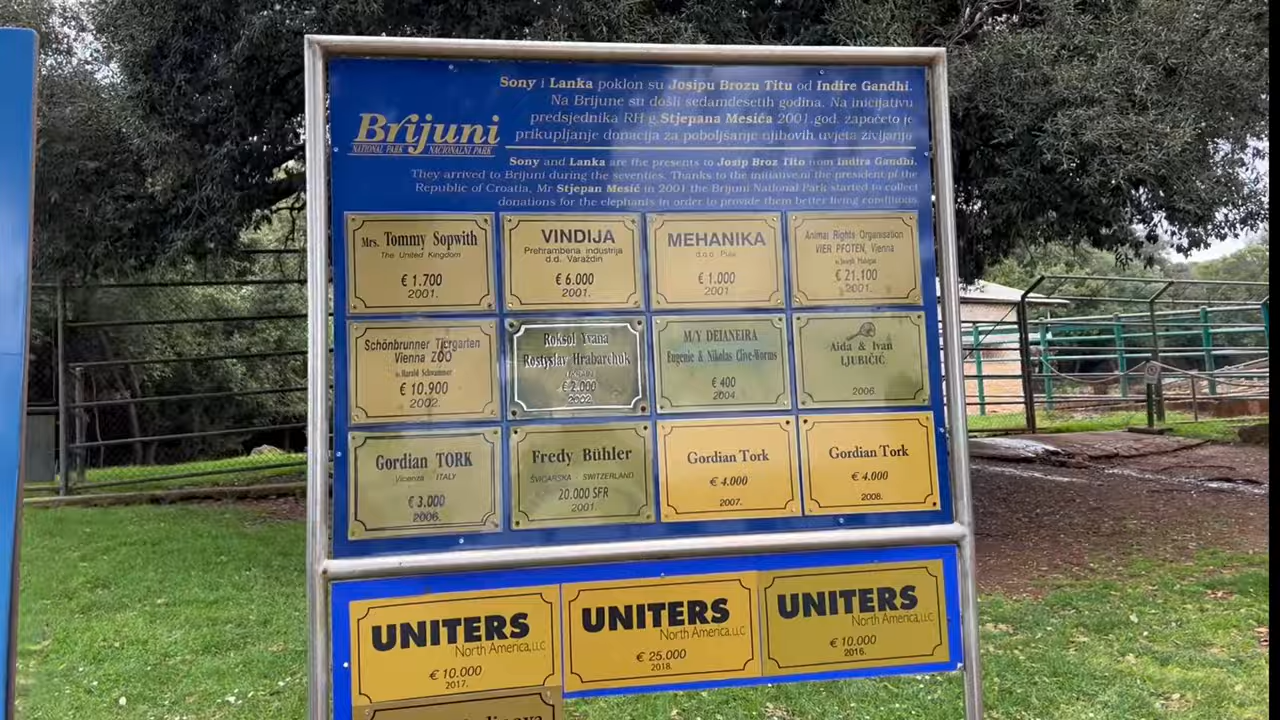 Sony i Lanka poklon su Josipu Brozu Titu od Indire Gandhi.
Na Brijune su došli sedamdesetih godina. Na inicijativu
predsjednika RH g. Stjepana Mesića 2001. god. započeto je
prikupljanje donacija za poboljšanje njihovih uvjeta življanja
Brijuni
NATIONAL PARK NACIONALNI PARK
Sony and Lanka are the presents to Josip Broz Tito from Indira Gandhi.
They arrived to Brijuni during the seventies. Thanks to the initiative of the president of the
Republic of Croatia, Mr Stjepan Mesić in 2001 the Brijuni National Park started to collect
donations for the elephants in order to provide them better living conditions
Mrs. Tommy Sopwith
The United Kingdom
€ 1.700
2001.
VINDIJA
Prehrambena industrija
d.d. Varaždin
€ 6.000
2001.
MEHANIKA
d.o.o. Pula
€ 1.000
2001
Animal Rights Organisation
VIER PFOTEN, Vienna
€ 21.100
2001.
Schönbrunner Tiergarten
Vienna ZOO
Harald Schwammer
€ 10.900
2002.
Roksol Yvana
Rostyslav Hrabarchuk
€ 2.000
2002.
M/Y DEIANEIRA
Eugenie & Nikolas Clive-Worms
€ 400
2004.
Aida & Ivan
LJUBIČIĆ
2006.
Gordian TORK
Vicenza ITALY
€ 3.000
2006.
Fredy Bühler
ŠVICARSKA - SWITZERLAND
20.000 SFR
2001.
Gordian Tork
€ 4.000
2007.
Gordian Tork
€ 4.000
2008.
UNITERS
North America, LLC
€ 10.000
2017.
UNITERS
North America, LLC
€ 25.000
2018.
UNITERS
North America, LLC
€ 10.000
2016.